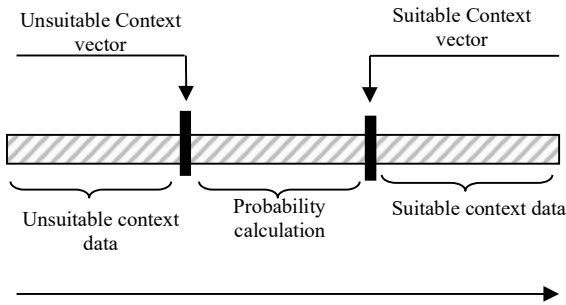 Unsuitable Context
vector
Suitable Context
vector
Unsuitable context
data
Probability
calculation
Suitable context data